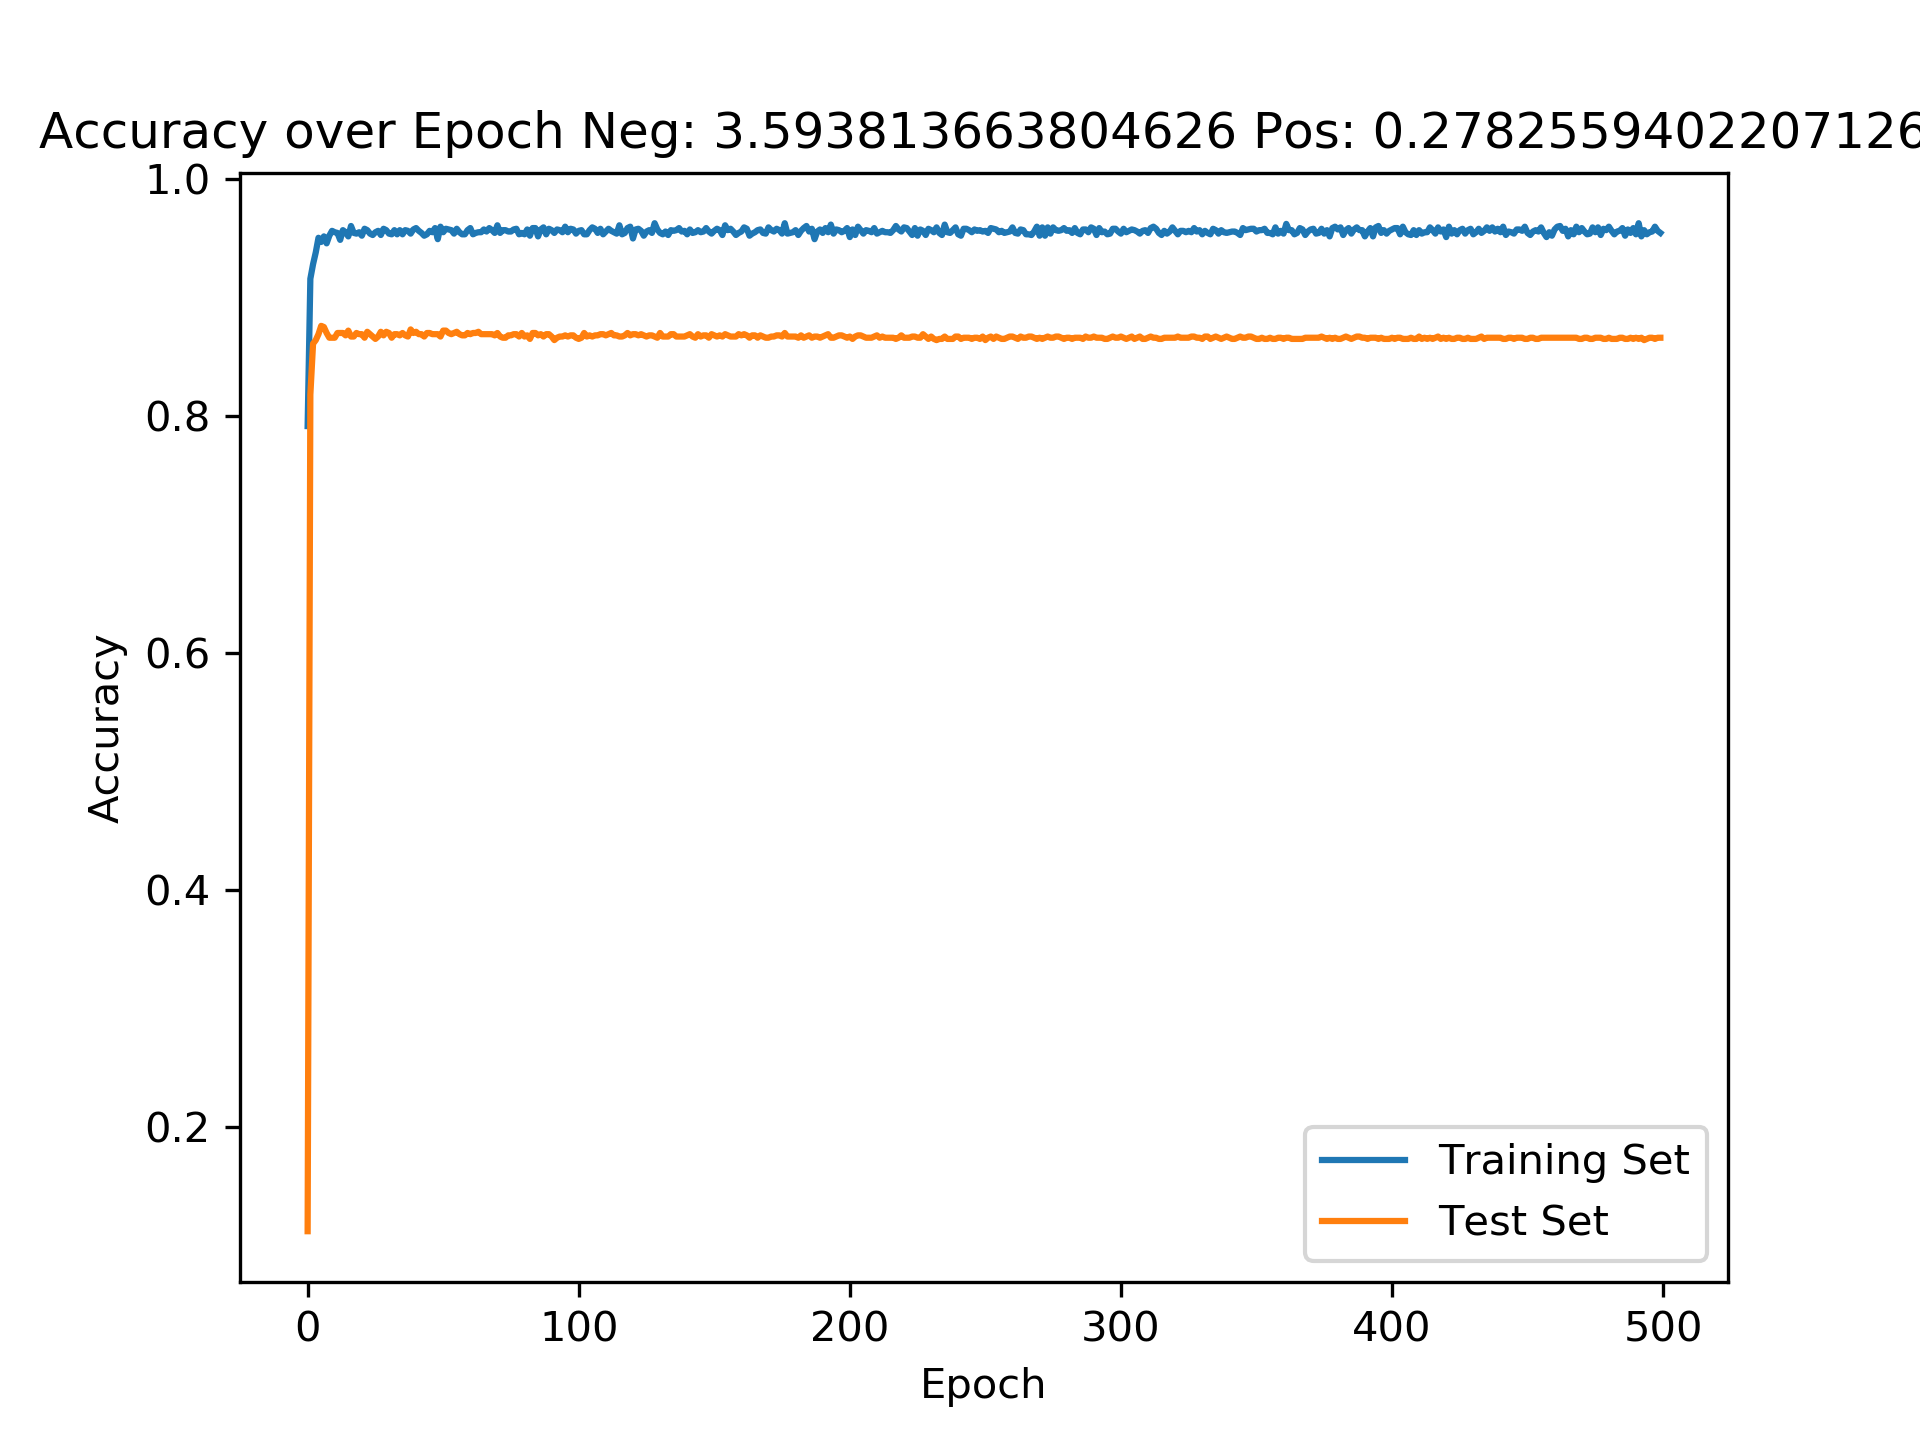 Accuracy over Epoch Neg: 3.593813663804626 Pos: 0.2782559402207126
1.0
0.8
0.6
0.4
0.2
Accuracy
Training Set
Test Set
0 100 200 300 400 500
Epoch